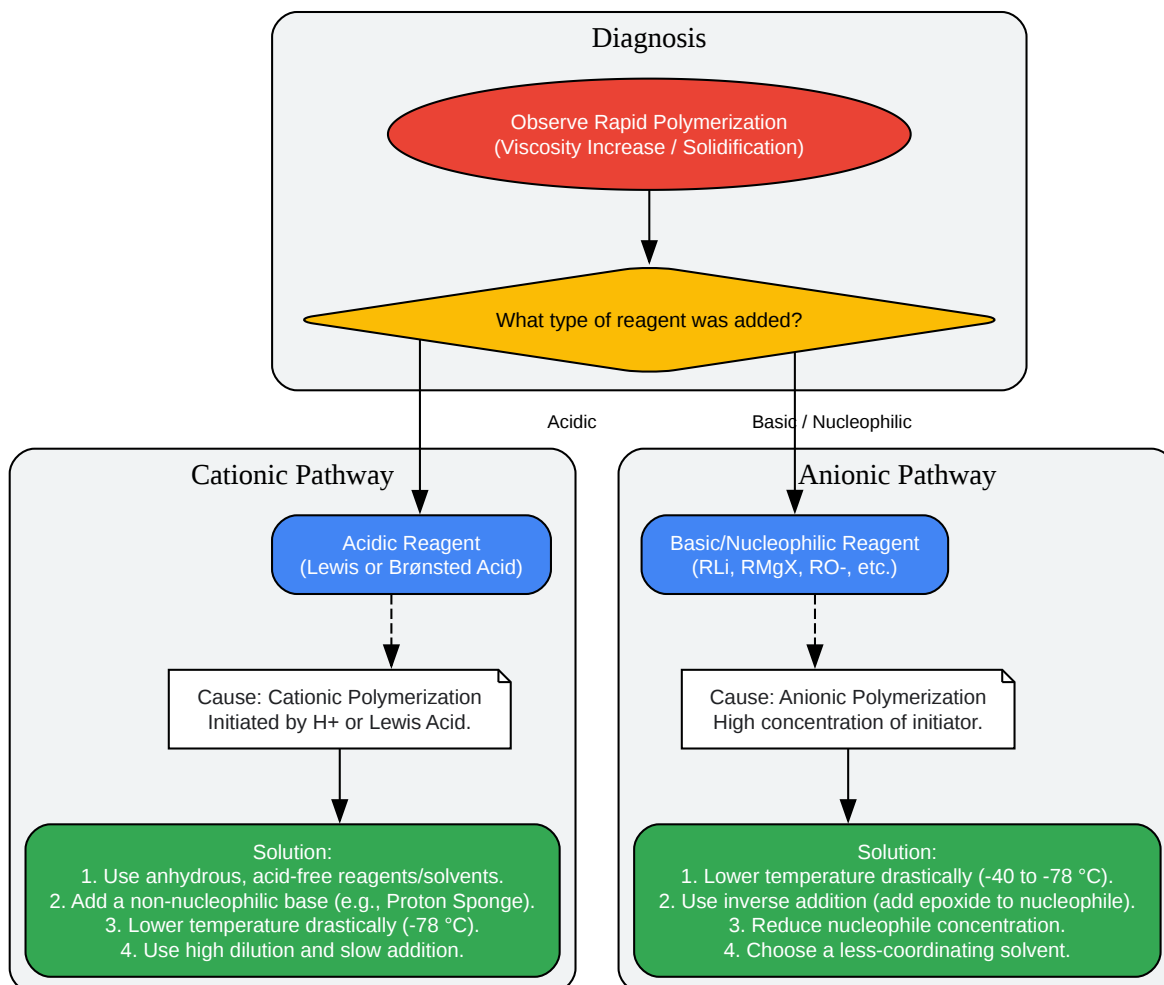 Diagnosis
Observe Rapid Polymerization
(Viscosity Increase / Solidification)
What type of reagent was added?
Acidic
Basic / Nucleophilic
Cationic Pathway
Acidic Reagent
(Lewis or Brønsted Acid)
Cause: Cationic Polymerization
Initiated by H+ or Lewis Acid.
Solution:
1. Use anhydrous, acid-free reagents/solvents.
2. Add a non-nucleophilic base (e.g., Proton Sponge).
3. Lower temperature drastically (-78 °C).
4. Use high dilution and slow addition.
Anionic Pathway
Basic/Nucleophilic Reagent
(RLi, RMgX, RO-, etc.)
Cause: Anionic Polymerization
High concentration of initiator.
Solution:
1. Lower temperature drastically (-40 to -78 °C).
2. Use inverse addition (add epoxide to nucleophile).
3. Reduce nucleophile concentration.
4. Choose a less-coordinating solvent.